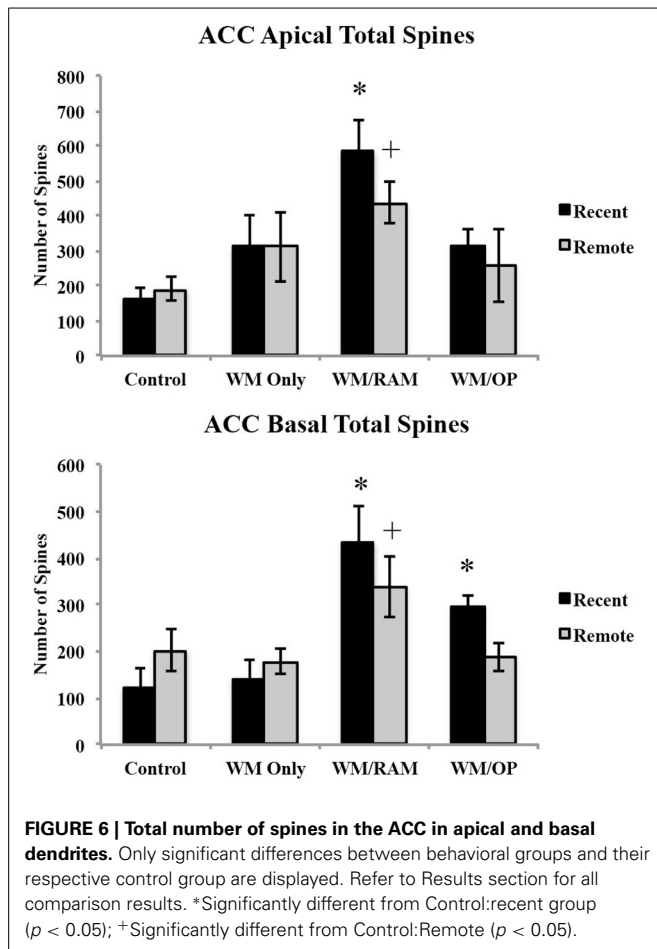 ACC Apical Total Spines
Number of Spines
800
700
600
500
400
300
200
100
0
*
+
Control
WM Only
WM/RAM
WM/OP
Recent
Remote
ACC Basal Total Spines
Number of Spines
600
500
400
300
200
100
0
*
+
*
Control
WM Only
WM/RAM
WM/OP
Recent
Remote
FIGURE 6 | Total number of spines in the ACC in apical and basal
dendrites. Only significant differences between behavioral groups and their
respective control group are displayed. Refer to Results section for all
comparison results. *Significantly different from Control:recent group
(p < 0.05); +Significantly different from Control:Remote (p < 0.05).